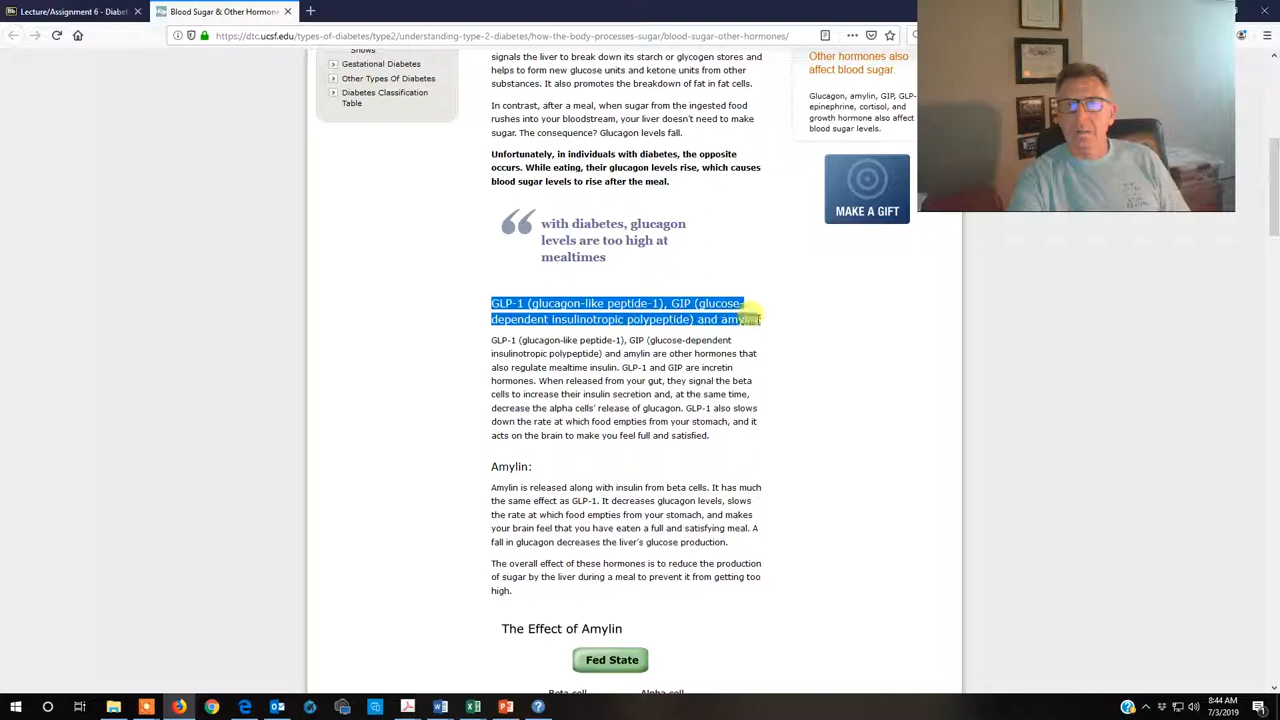 Lecture/Assignment 6 - Diabet
Blood Sugar & Other Hormone
https://dtc.ucsf.edu/types-of-diabetes/type2/understanding-type-2-diabetes/how-the-body-processes-sugar/blood-sugar-other-hormones/
Shows
Gestational Diabetes
Other Types Of Diabetes
Diabetes Classification
Table
signals the liver to break down its starch or glycogen stores and
helps to form new glucose units and ketone units from other
substances. It also promotes the breakdown of fat in fat cells.
In contrast, after a meal, when sugar from the ingested food
rushes into your bloodstream, your liver doesn't need to make
sugar. The consequence? Glucagon levels fall.
Unfortunately, in individuals with diabetes, the opposite
occurs. While eating, their glucagon levels rise, which causes
blood sugar levels to rise after the meal.
with diabetes, glucagon
levels are too high at
mealtimes
GLP-1 (glucagon-like peptide-1), GIP (glucose-
dependent insulinotropic polypeptide) and amylin:
GLP-1 (glucagon-like peptide-1), GIP (glucose-dependent
insulinotropic polypeptide) and amylin are other hormones that
also regulate mealtime insulin. GLP-1 and GIP are incretin
hormones. When released from your gut, they signal the beta
cells to increase their insulin secretion and, at the same time,
decrease the alpha cells' release of glucagon. GLP-1 also slows
down the rate at which food empties from your stomach, and it
acts on the brain to make you feel full and satisfied.
Amylin:
Amylin is released along with insulin from beta cells. It has much
the same effect as GLP-1. It decreases glucagon levels, slows
the rate at which food empties from your stomach, and makes
your brain feel that you have eaten a full and satisfying meal. A
fall in glucagon decreases the liver's glucose production.
The overall effect of these hormones is to reduce the production
of sugar by the liver during a meal to prevent it from getting too
high.
The Effect of Amylin
Fed State
Beta cell Alpha cell
Other hormones also
affect blood sugar.
Glucagon, amylin, GIP, GLP-
epinephrine, cortisol, and
growth hormone also affect
blood sugar levels.
MAKE A GIFT
8:44 AM
7/3/2019